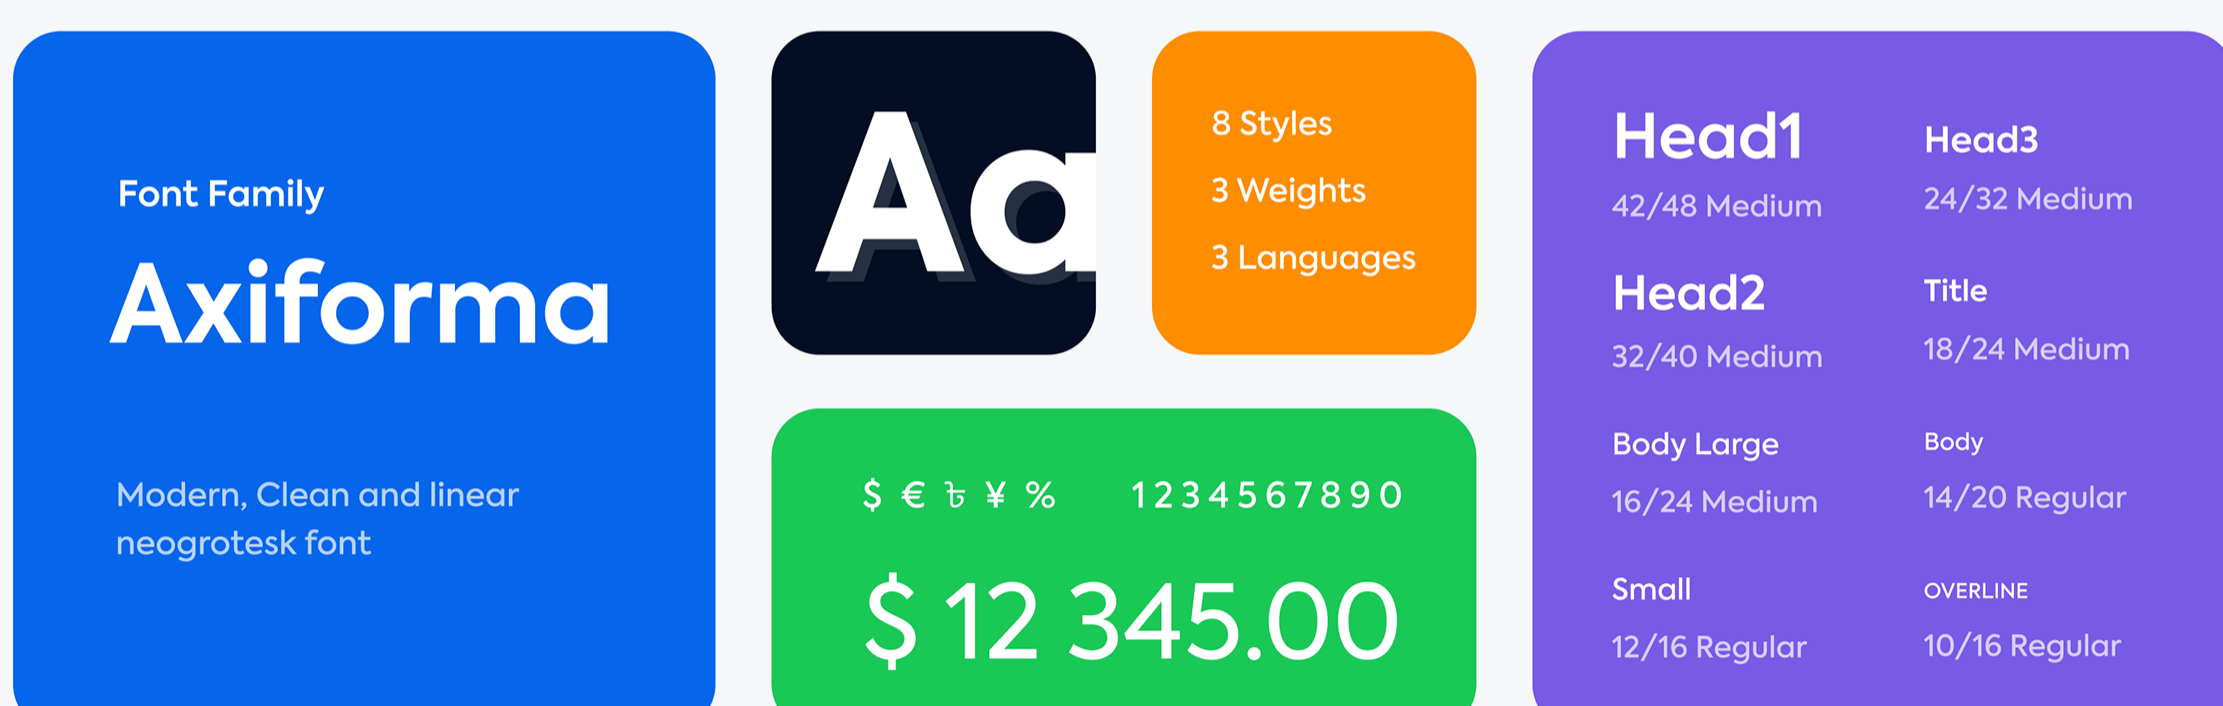 Font Family
Axiforma
Modern, Clean and linear
neogrotesk font
Aa
8 Styles
3 Weights
3 Languages
$ € ৳ ¥ % 1234567890
$ 12 345.00
Head1
42/48 Medium
Head3
24/32 Medium
Head2
32/40 Medium
Title
18/24 Medium
Body Large
16/24 Medium
Body
14/20 Regular
Small
12/16 Regular
OVERLINE
10/16 Regular